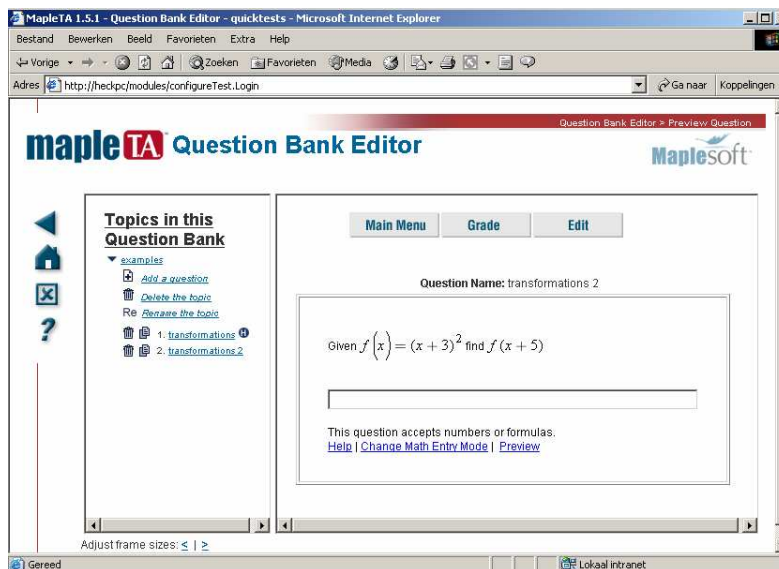 MapleTA 1.5.1 - Question Bank Editor - quicktests - Microsoft Internet Explorer
Bestand Bewerken Beeld Favorieten Extra Help
Vorige Zoeken Favorieten Media
Adres http://heckpc/modules/configureTest.Login Ga naar Koppelingen
Question Bank Editor > Preview Question
maple TA Question Bank Editor
Maplesoft
Topics in this
Question Bank
examples
Add a question
Delete the topic
Re Rename the topic
1. transformations H
2. transformations 2
?
Main Menu Grade Edit
Question Name: transformations 2
Given f(x) = (x + 3)² find f (x + 5)
This question accepts numbers or formulas.
Help | Change Math Entry Mode | Preview
Adjust frame sizes: < | >
Gereed Lokaal intranet